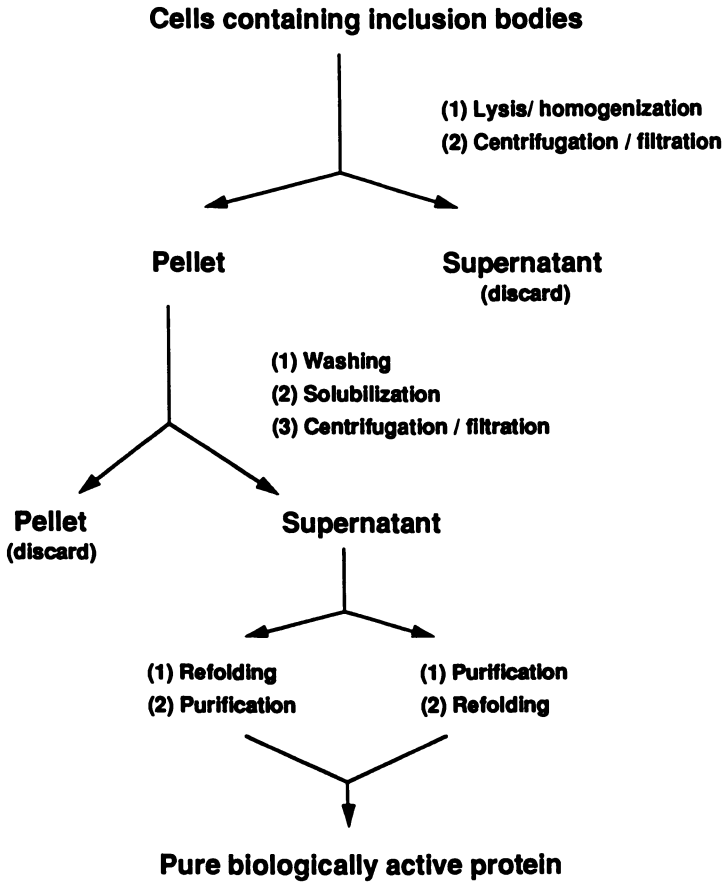 Cells containing inclusion bodies
(1) Lysis/ homogenization
(2) Centrifugation / filtration
Pellet
Supernatant
(discard)
(1) Washing
(2) Solubilization
(3) Centrifugation / filtration
Pellet
(discard)
Supernatant
(1) Refolding
(2) Purification
(1) Purification
(2) Refolding
Pure biologically active protein